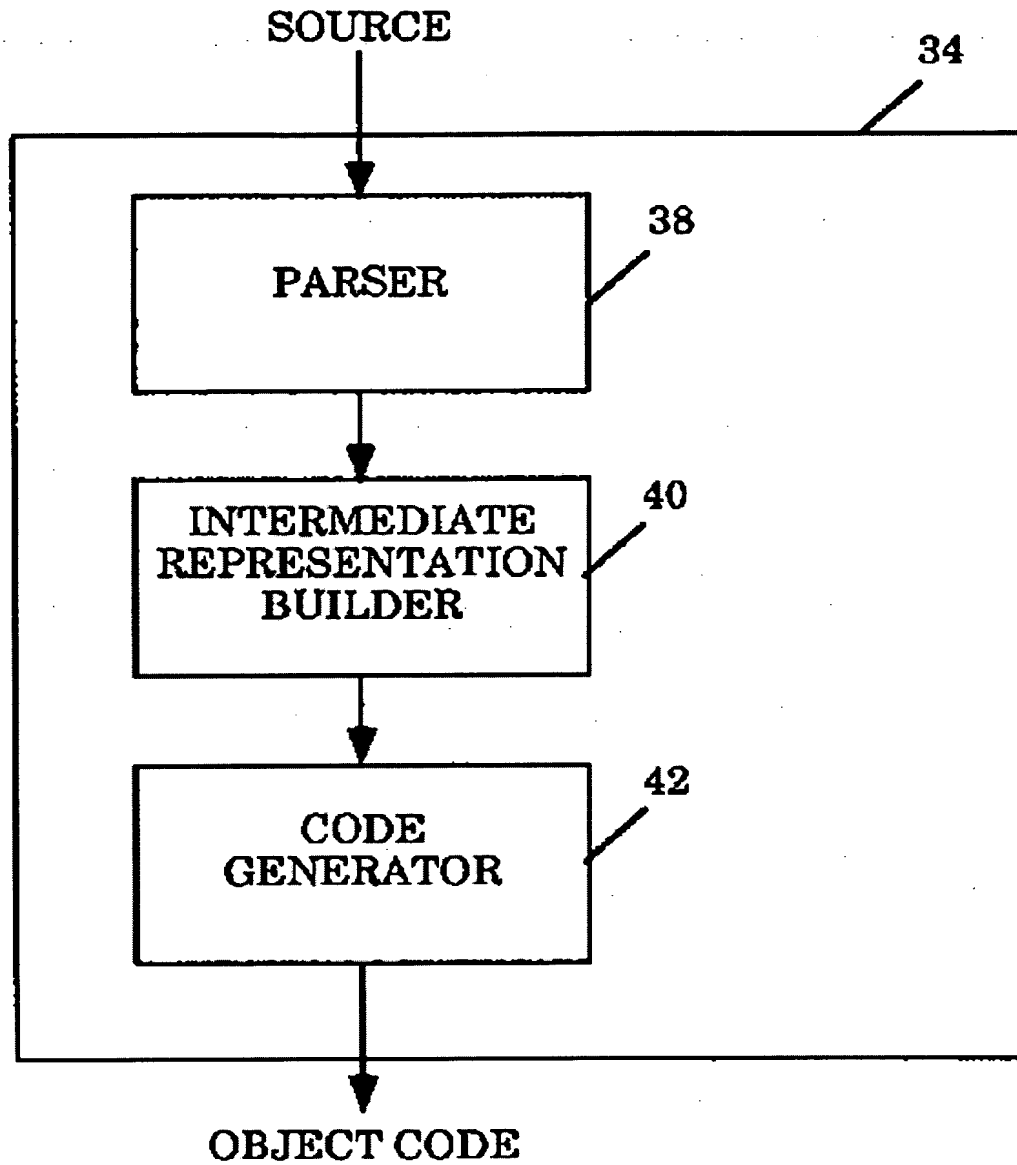 SOURCE
34
PARSER
38
INTERMEDIATE
REPRESENTATION
BUILDER
40
CODE
GENERATOR
42
OBJECT CODE